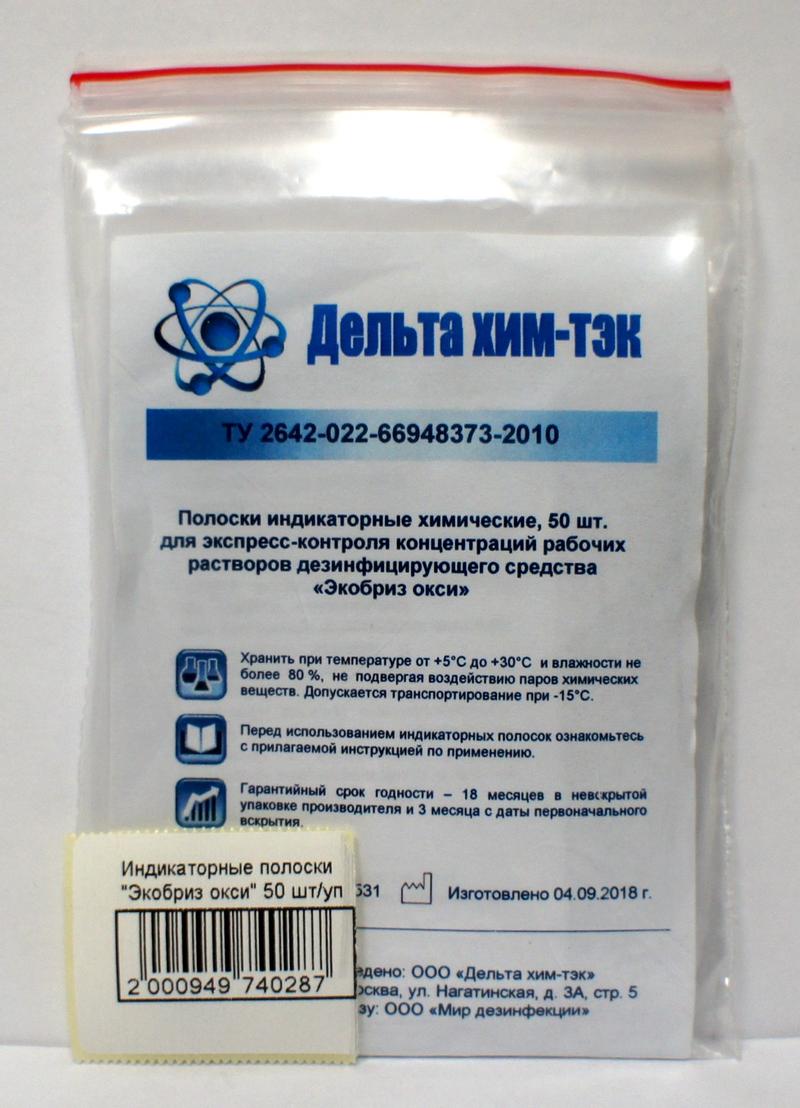 Дельта ХИМ-ТЭК
ТУ 2642-022-66948373-2010
Полоски индикаторные химические, 50 шт.
для экспресс-контроля концентраций рабочих
растворов дезинфицирующего средства
«Экобриз окси»
Хранить при температуре от +5°С до +30°С и влажности не
более 80 %, не подвергая воздействию паров химических
веществ. Допускается транспортирование при -15°С.
Перед использованием индикаторных полосок ознакомьтесь
с прилагаемой инструкцией по применению.
Гарантийный срок годности – 18 месяцев в невскрытой
упаковке производителя и 3 месяца с даты первоначального
вскрытия.
Изготовлено 04.09.2018 г.
ООО «Дельта хим-тэк»
ул. Нагатинская, д. 3А, стр. 5
ООО «Мир дезинфекции»
Индикаторные полоски
"Экобриз окси" 50 шт/уп
2 000949 740287